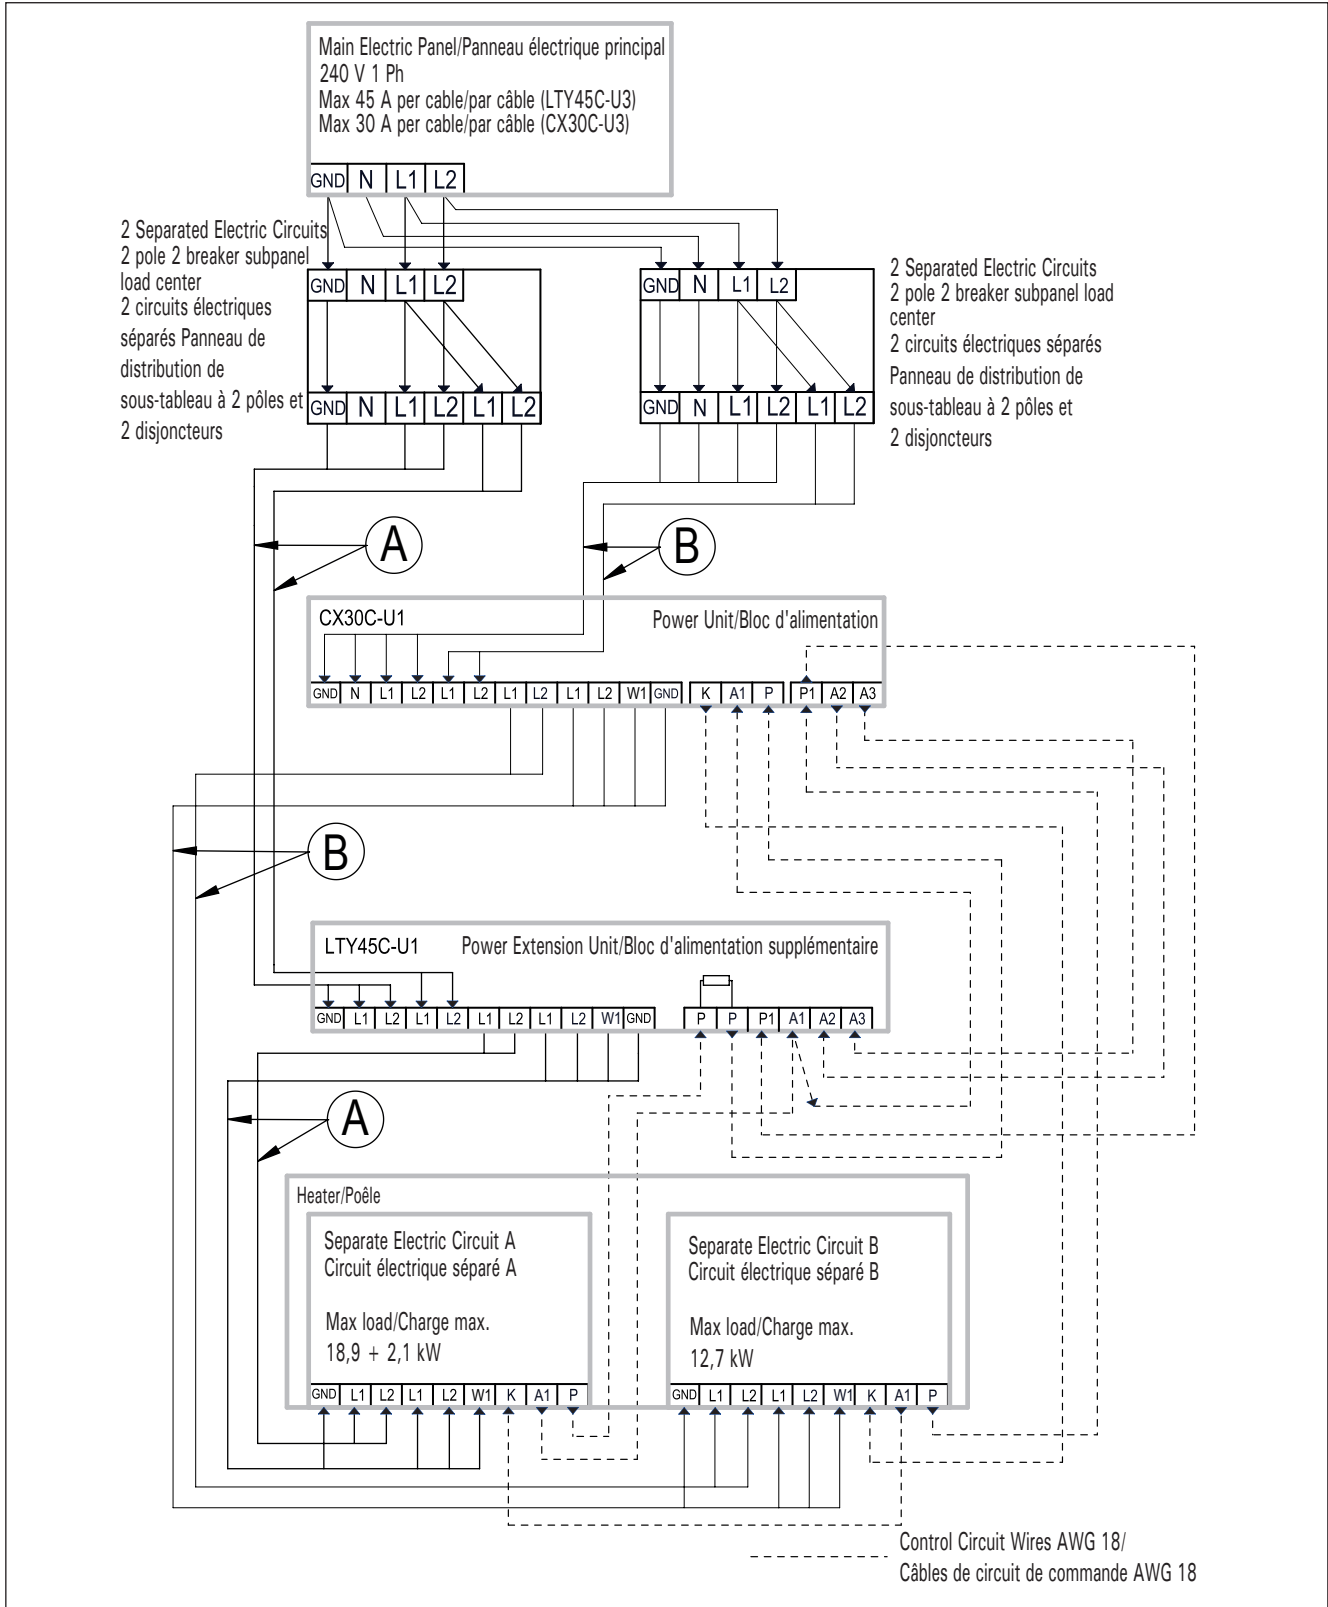 Main Electric Panel/Panneau électrique principal
240 V 1 Ph
Max 45 A per cable/par câble (LTY45C-U3)
Max 30 A per cable/par câble (CX30C-U3)
GND N L1 L2
2 Separated Electric Circuits
2 pole 2 breaker subpanel
load center
2 circuits électriques
séparés Panneau de
distribution de
sous-tableau à 2 pôles et
2 disjoncteurs
GND N L1 L2
GND N L1 L2 L1 L2
GND N L1 L2
GND N L1 L2 L1 L2
2 Separated Electric Circuits
2 pole 2 breaker subpanel load
center
2 circuits électriques séparés
Panneau de distribution de
sous-tableau à 2 pôles et
2 disjoncteurs
A
B
CX30C-U1 Power Unit/Bloc d'alimentation
GND N L1 L2 L1 L2 L1 L2 L1 L2 W1 GND K A1 P P1 A2 A3
B
LTY45C-U1 Power Extension Unit/Bloc d'alimentation supplémentaire
GND L1 L2 L1 L2 L1 L2 L1 L2 W1 GND P P P1 A1 A2 A3
A
Heater/Poêle
Separate Electric Circuit A
Circuit électrique séparé A
Max load/Charge max.
18,9 + 2,1 kW
GND L1 L2 L1 L2 W1 K A1 P
Separate Electric Circuit B
Circuit électrique séparé B
Max load/Charge max.
12,7 kW
GND L1 L2 L1 L2 W1 K A1 P
Control Circuit Wires AWG 18/
Câbles de circuit de commande AWG 18